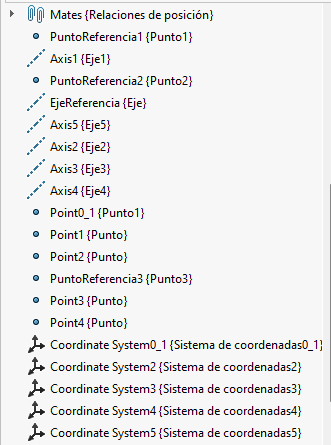 Mates {Relaciones de posición}
PuntoReferencia1 {Punto1}
Axis1 {Eje1}
PuntoReferencia2 {Punto2}
EjeReferencia {Eje}
Axis5 {Eje5}
Axis2 {Eje2}
Axis3 {Eje3}
Axis4 {Eje4}
Point0_1 {Punto1}
Point1 {Punto}
Point2 {Punto}
PuntoReferencia3 {Punto3}
Point3 {Punto}
Point4 {Punto}
Coordinate System0_1 {Sistema de coordenadas0_1}
Coordinate System2 {Sistema de coordenadas2}
Coordinate System3 {Sistema de coordenadas3}
Coordinate System4 {Sistema de coordenadas4}
Coordinate System5 {Sistema de coordenadas5}